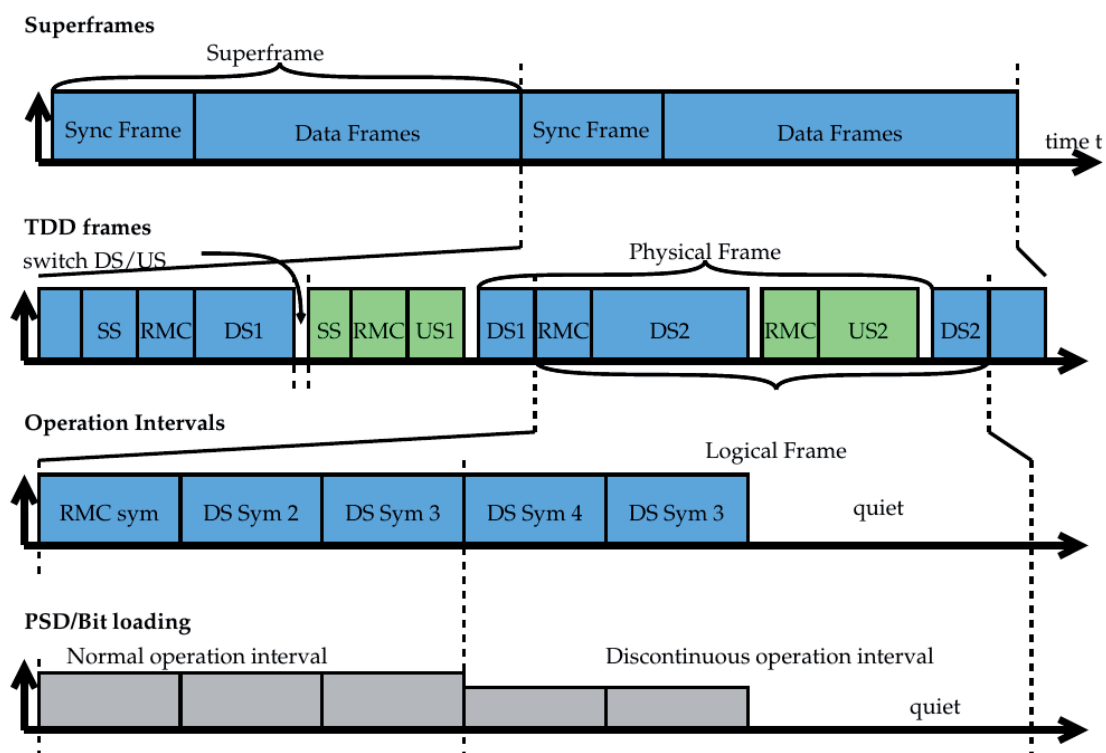 Superframes
Superframe
Sync Frame Data Frames Sync Frame Data Frames
time t
TDD frames
switch DS/US
Physical Frame
SS RMC DS1 SS RMC US1 DS1 RMC DS2 RMC US2 DS2
Operation Intervals
Logical Frame
RMC sym DS Sym 2 DS Sym 3 DS Sym 4 DS Sym 3 quiet
PSD/Bit loading
Normal operation interval Discontinuous operation interval
quiet